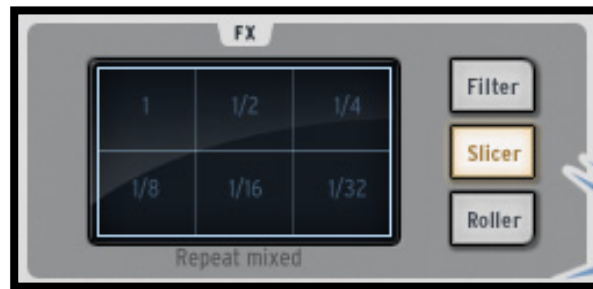 FX
1 1/2 1/4
1/8 1/16 1/32
Repeat mixed
Filter
Slicer
Roller